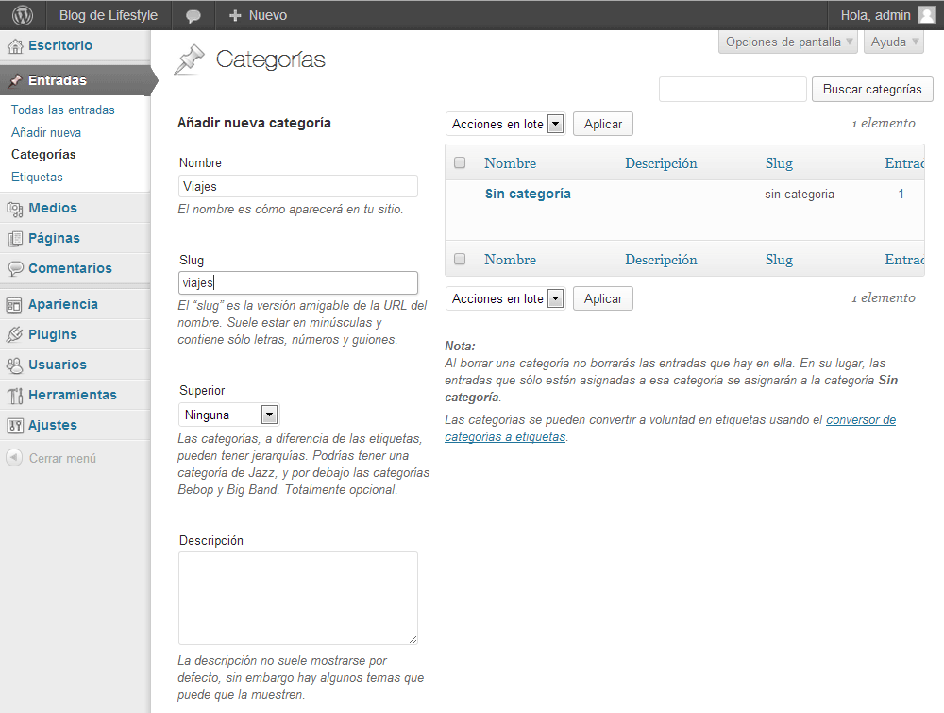 Blog de Lifestyle
Nuevo
Hola, admin
Escritorio
Entradas
Todas las entradas
Añadir nueva
Categorías
Etiquetas
Medios
Páginas
Comentarios
Apariencia
Plugins
Usuarios
Herramientas
Ajustes
Cerrar menú
Opciones de pantalla
Ayuda
Categorías
Buscar categorías
Añadir nueva categoría
Nombre
Viajes
El nombre es cómo aparecerá en tu sitio.
Slug
viajes
El “slug” es la versión amigable de la URL del
nombre. Suele estar en minúsculas y
contiene sólo letras, números y guiones.
Superior
Ninguna
Las categorías, a diferencia de las etiquetas,
pueden tener jerarquías. Podrías tener una
categoría de Jazz, y por debajo las categorías
Bebop y Big Band. Totalmente opcional.
Descripción
La descripción no suele mostrarse por
defecto, sin embargo hay algunos temas que
puede que la muestren.
Acciones en lote
Aplicar
1 elemento
Nombre Descripción Slug Entrad
Sin categoría sin categoria 1
Nombre Descripción Slug Entrad
Acciones en lote
Aplicar
1 elemento
Nota:
Al borrar una categoría no borrarás las entradas que hay en ella. En su lugar, las
entradas que sólo estén asignadas a esa categoría se asignarán a la categoría Sin
categoría.
Las categorías se pueden convertir a voluntad en etiquetas usando el conversor de
categorías a etiquetas.